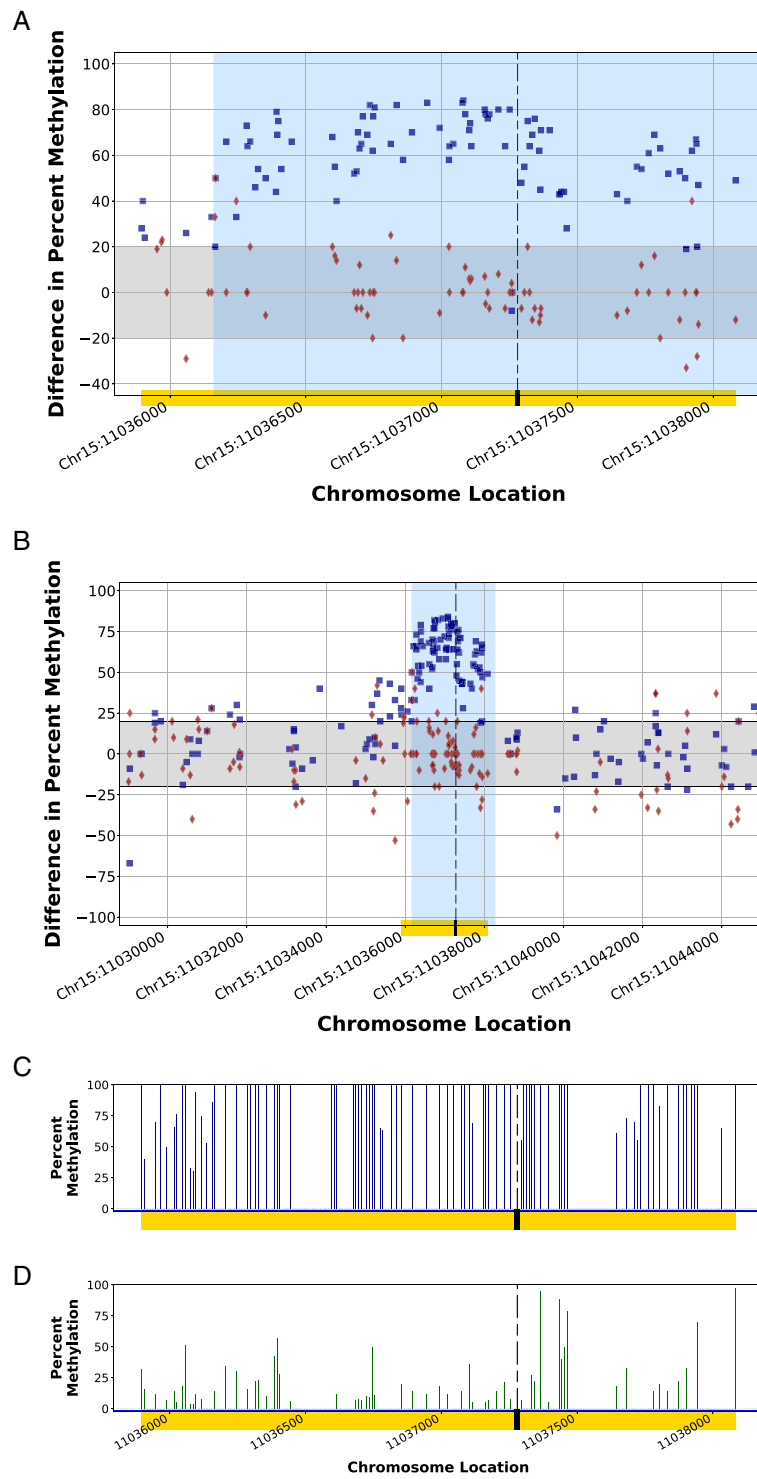 A
Difference in Percent Methylation
100
80
60
40
20
0
−20
−40
Chr15:11036000
Chr15:11036500
Chr15:11037000
Chr15:11037500
Chr15:11038000
Chromosome Location
B
Difference in Percent Methylation
100
75
50
25
0
−25
−50
−75
−100
Chr15:11030000
Chr15:11032000
Chr15:11034000
Chr15:11036000
Chr15:11038000
Chr15:11040000
Chr15:11042000
Chr15:11044000
Chromosome Location
C
Percent
Methylation
100
75
50
25
0
D
Percent
Methylation
100
75
50
25
0
11036000
11036500
11037000
11037500
11038000
Chromosome Location